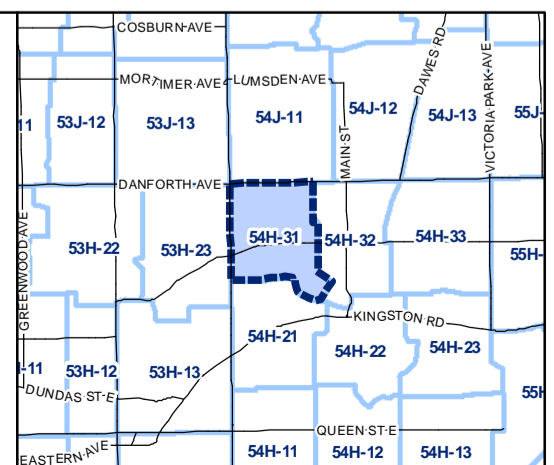 COSBURN AVE
MORTIMER AVE
LUMSDEN AVE
DAWES RD
VICTORIA PARK AVE
11
53J-12
53J-13
54J-11
54J-12
54J-13
55J-
MAIN ST
DANFORTH AVE
GREENWOOD AVE
53H-22
53H-23
54H-31
54H-32
54H-33
55H-
KINGSTON RD
54H-21
54H-22
54H-23
-11
53H-12
53H-13
55H
DUNDAS ST E
QUEEN ST E
EASTERN AVE
54H-11
54H-12
54H-13